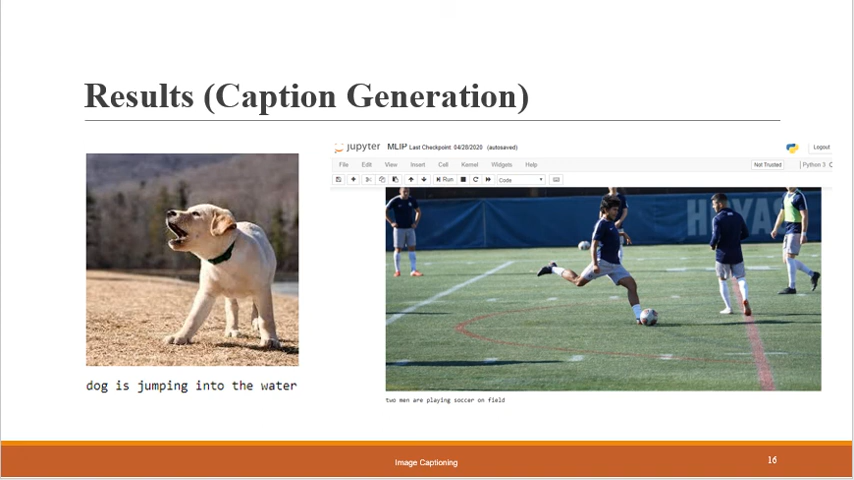 Results (Caption Generation)
jupyter MLIP Last Checkpoint 04/28/2020 (autosaved)
Logout
File Edit View Insert Cell Kernel Widgets Help
Not Trusted
Python 3
Run
Code
dog is jumping into the water
two men are playing soccer on field
Image Captioning
16